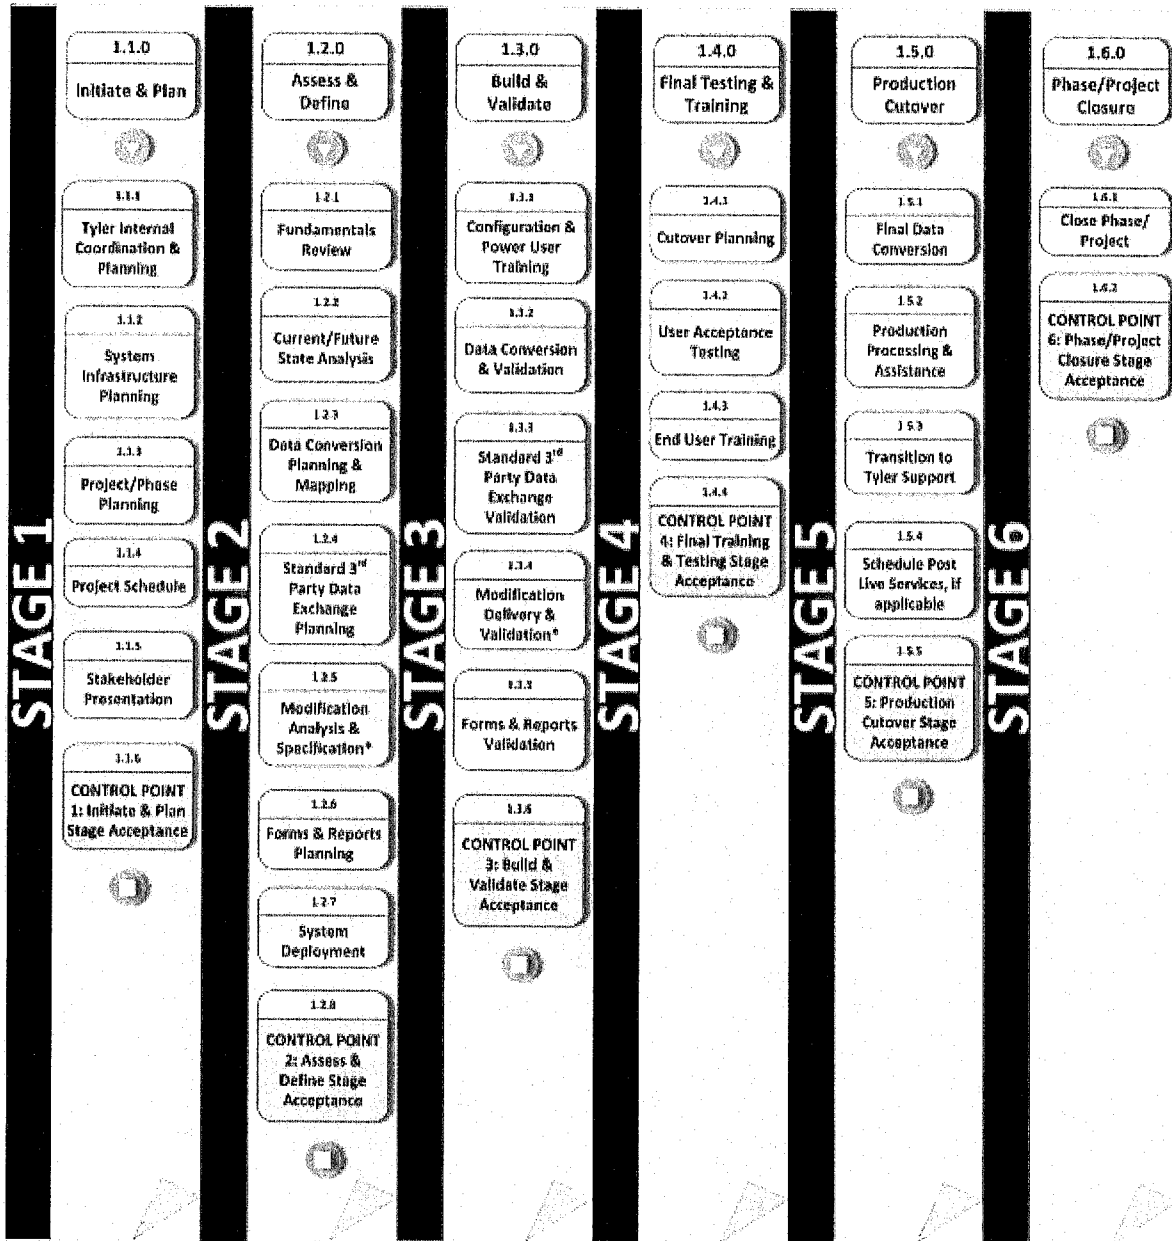 STAGE 1
1.1.0
Initiate & Plan
1.1.1
Tyler Internal
Coordination &
Planning
1.1.2
System
Infrastructure
Planning
1.1.3
Project/Phase
Planning
1.1.4
Project Schedule
1.1.5
Stakeholder
Presentation
1.1.6
CONTROL POINT
1: Initiate & Plan
Stage Acceptance
STAGE 2
1.2.0
Assess &
Define
1.2.1
Fundamentals
Review
1.2.2
Current/Future
State Analysis
1.2.3
Data Conversion
Planning &
Mapping
1.2.4
Standard 3rd
Party Data
Exchange
Planning
1.2.5
Modification
Analysis &
Specification*
1.2.6
Forms & Reports
Planning
1.2.7
System
Deployment
1.2.8
CONTROL POINT
2: Assess &
Define Stage
Acceptance
STAGE 3
1.3.0
Build &
Validate
1.3.1
Configuration &
Power User
Training
1.3.2
Data Conversion
& Validation
1.3.3
Standard 3rd
Party Data
Exchange
Validation
1.3.4
Modification
Delivery &
Validation*
1.3.5
Forms & Reports
Validation
1.3.6
CONTROL POINT
3: Build &
Validate Stage
Acceptance
STAGE 4
1.4.0
Final Testing &
Training
1.4.1
Cutover Planning
1.4.2
User Acceptance
Testing
1.4.3
End User Training
1.4.4
CONTROL POINT
4: Final Training
& Testing Stage
Acceptance
STAGE 5
1.5.0
Production
Cutover
1.5.1
Final Data
Conversion
1.5.2
Production
Processing &
Assistance
1.5.3
Transition to
Tyler Support
1.5.4
Schedule Post
Live Services, if
applicable
1.5.5
CONTROL POINT
5: Production
Cutover Stage
Acceptance
STAGE 6
1.6.0
Phase/Project
Closure
1.6.1
Close Phase/
Project
1.6.2
CONTROL POINT
6: Phase/Project
Closure Stage
Acceptance